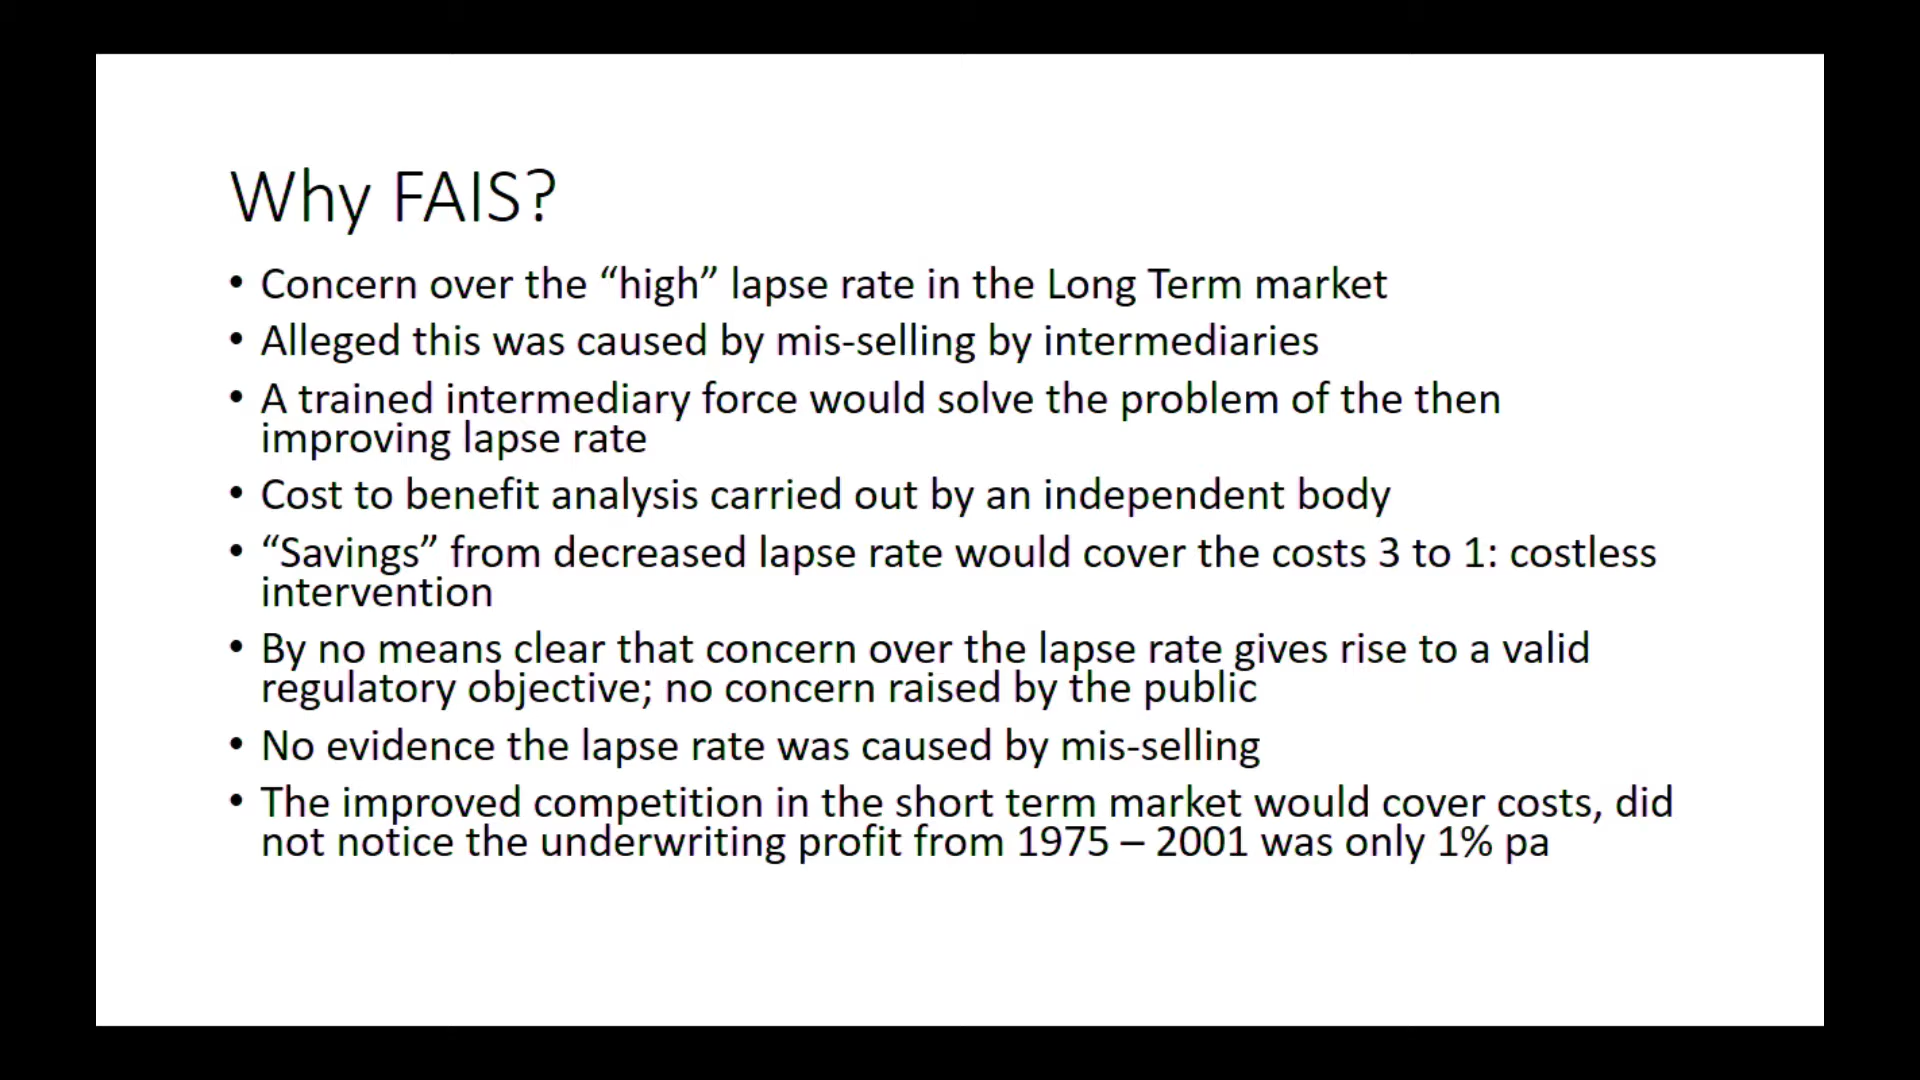 Why FAIS?
• Concern over the “high” lapse rate in the Long Term market
• Alleged this was caused by mis-selling by intermediaries
• A trained intermediary force would solve the problem of the then
improving lapse rate
• Cost to benefit analysis carried out by an independent body
• “Savings” from decreased lapse rate would cover the costs 3 to 1: costless
intervention
• By no means clear that concern over the lapse rate gives rise to a valid
regulatory objective; no concern raised by the public
• No evidence the lapse rate was caused by mis-selling
• The improved competition in the short term market would cover costs, did
not notice the underwriting profit from 1975 – 2001 was only 1% pa